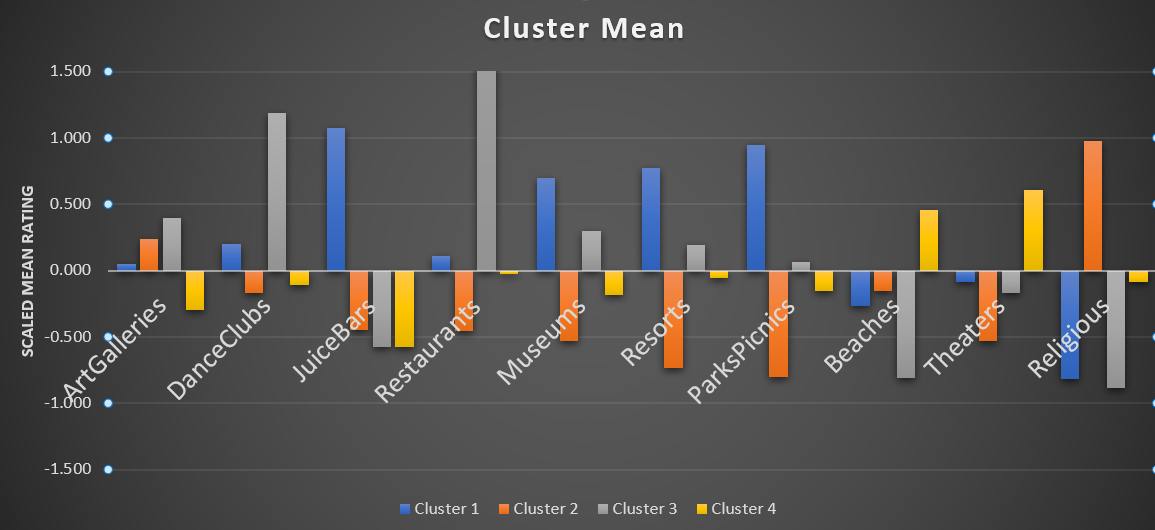 Cluster Mean
SCALED MEAN RATING
1.500
1.000
0.500
0.000
-0.500
-1.000
-1.500
ArtGalleries
DanceClubs
JuiceBars
Restaurants
Museums
Resorts
ParksPicnics
Beaches
Theaters
Religious
Cluster 1 Cluster 2 Cluster 3 Cluster 4